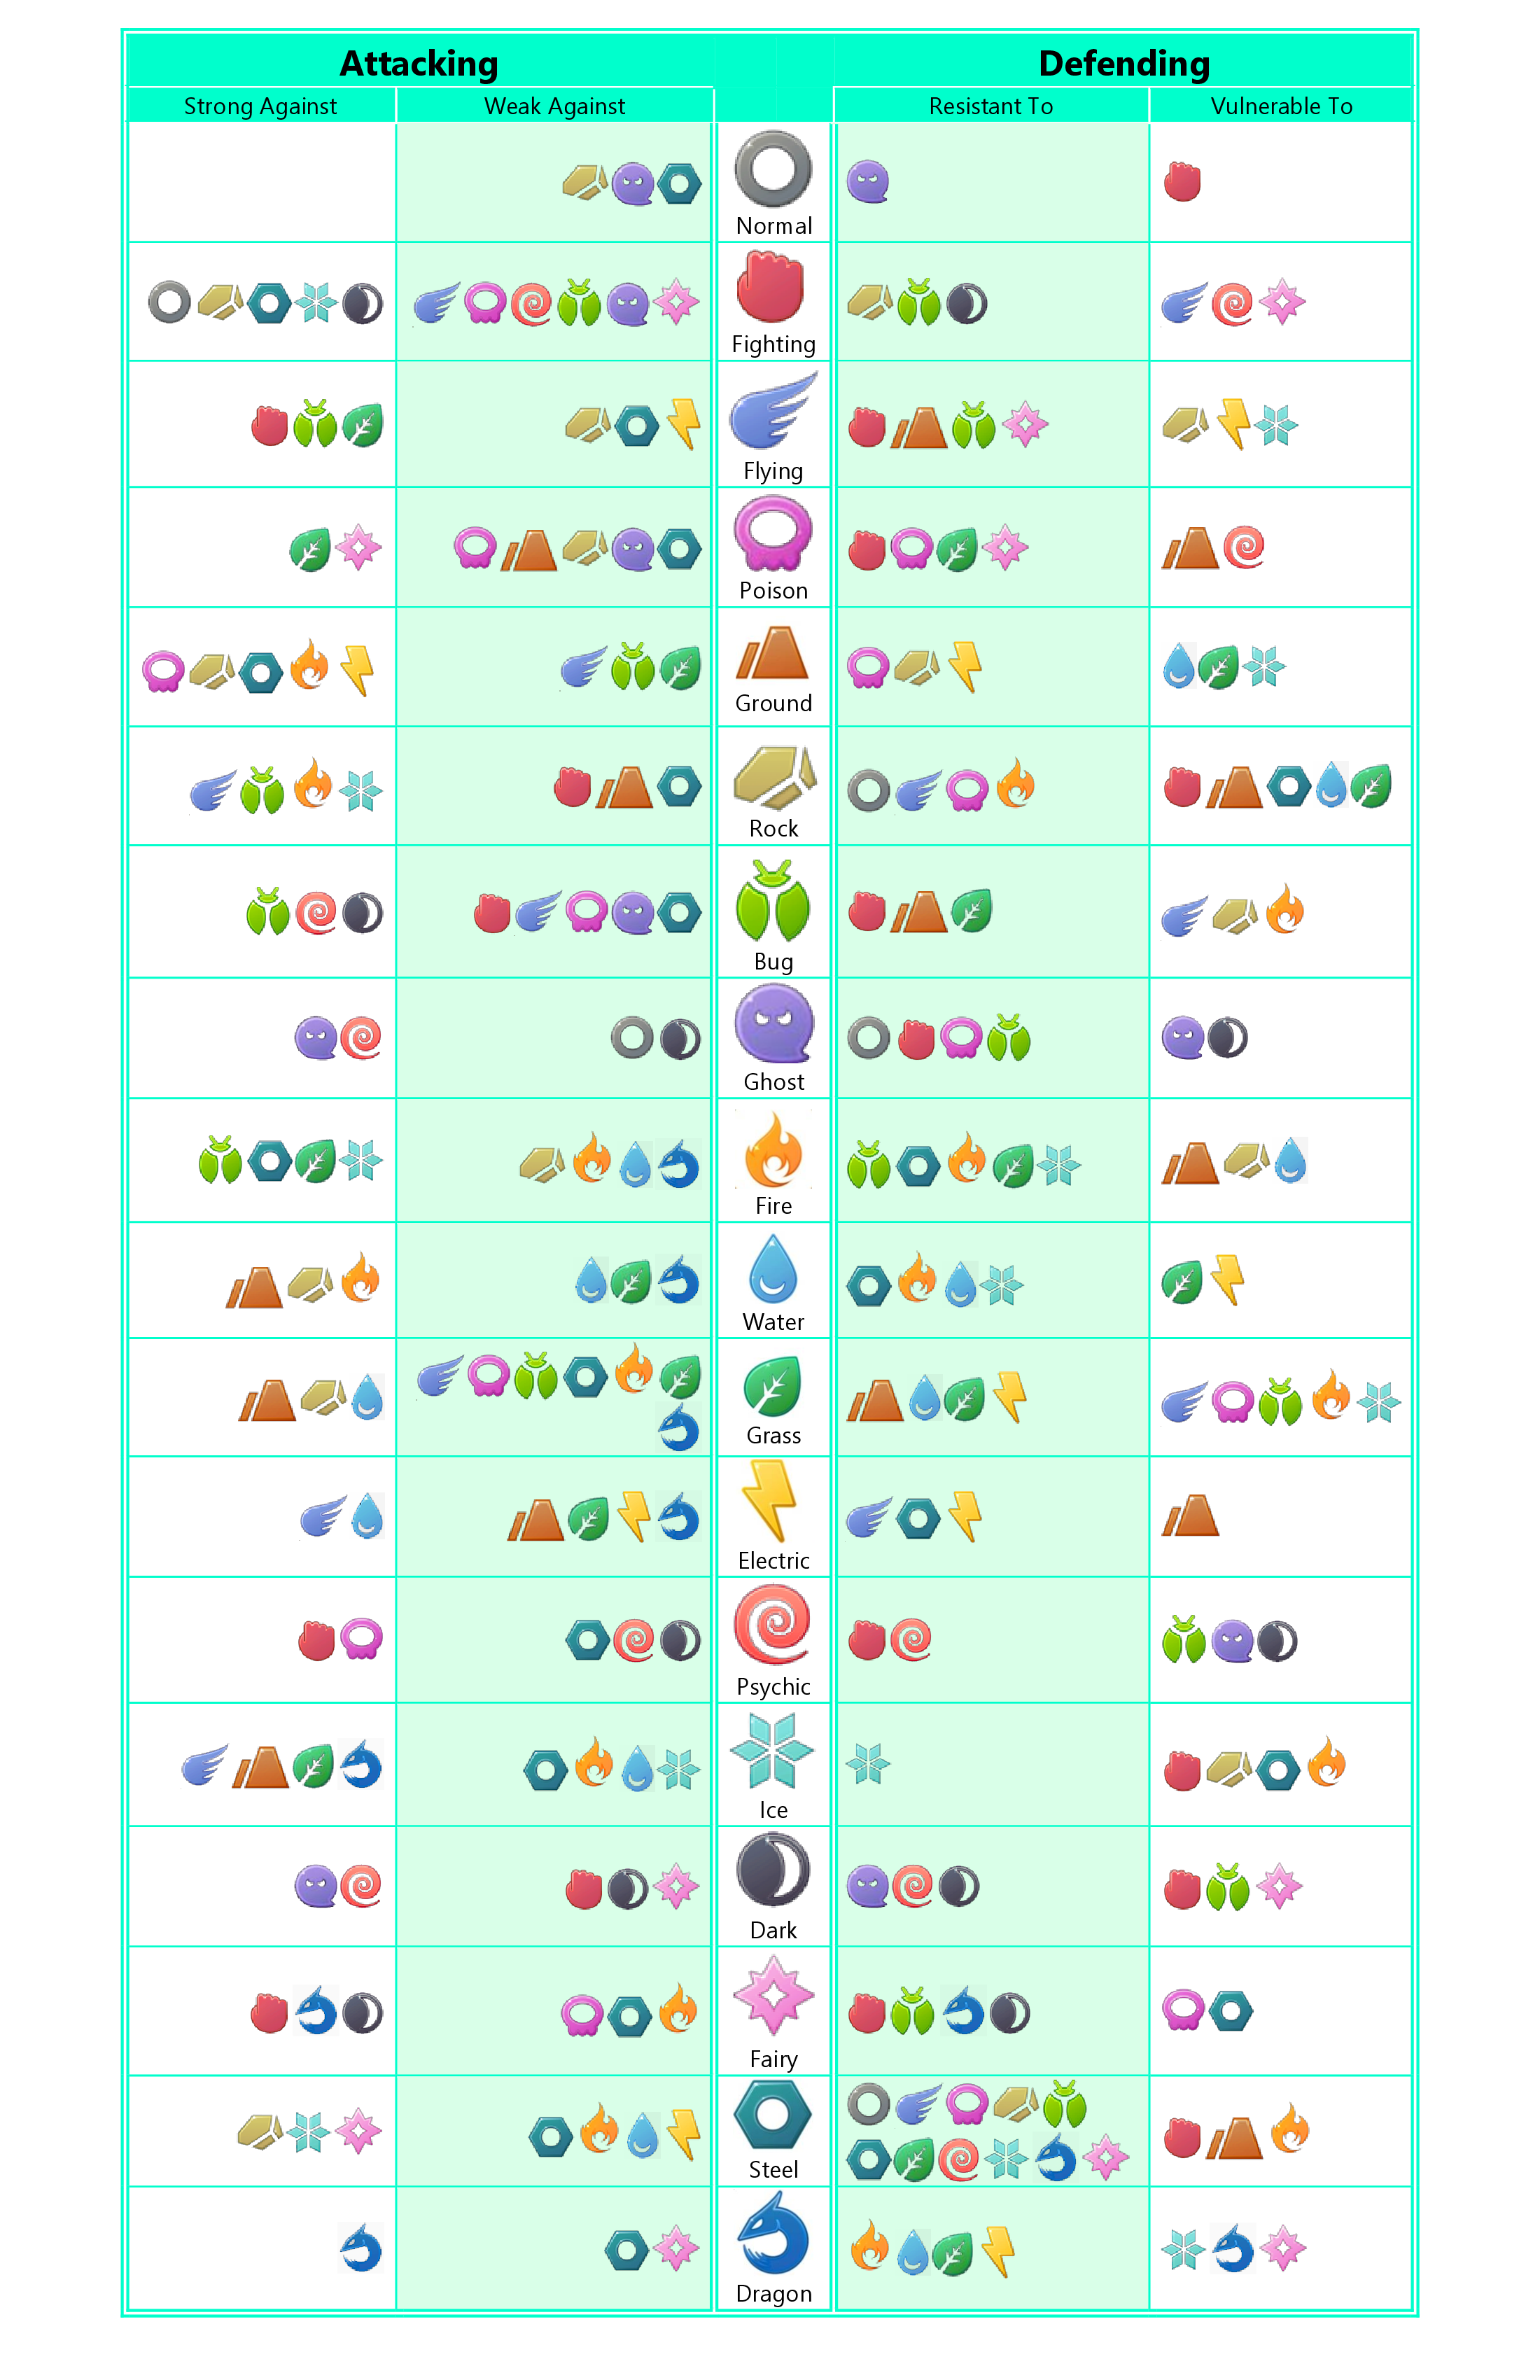 Attacking Defending
Strong Against Weak Against Resistant To Vulnerable To
Normal
Fighting
Flying
Poison
Ground
Rock
Bug
Ghost
Fire
Water
Grass
Electric
Psychic
Ice
Dark
Fairy
Steel
Dragon